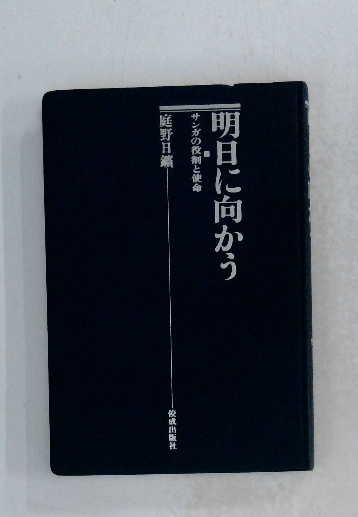 明日に向かう
サンガの役割と使命
庭野日鑛
佼成出版社